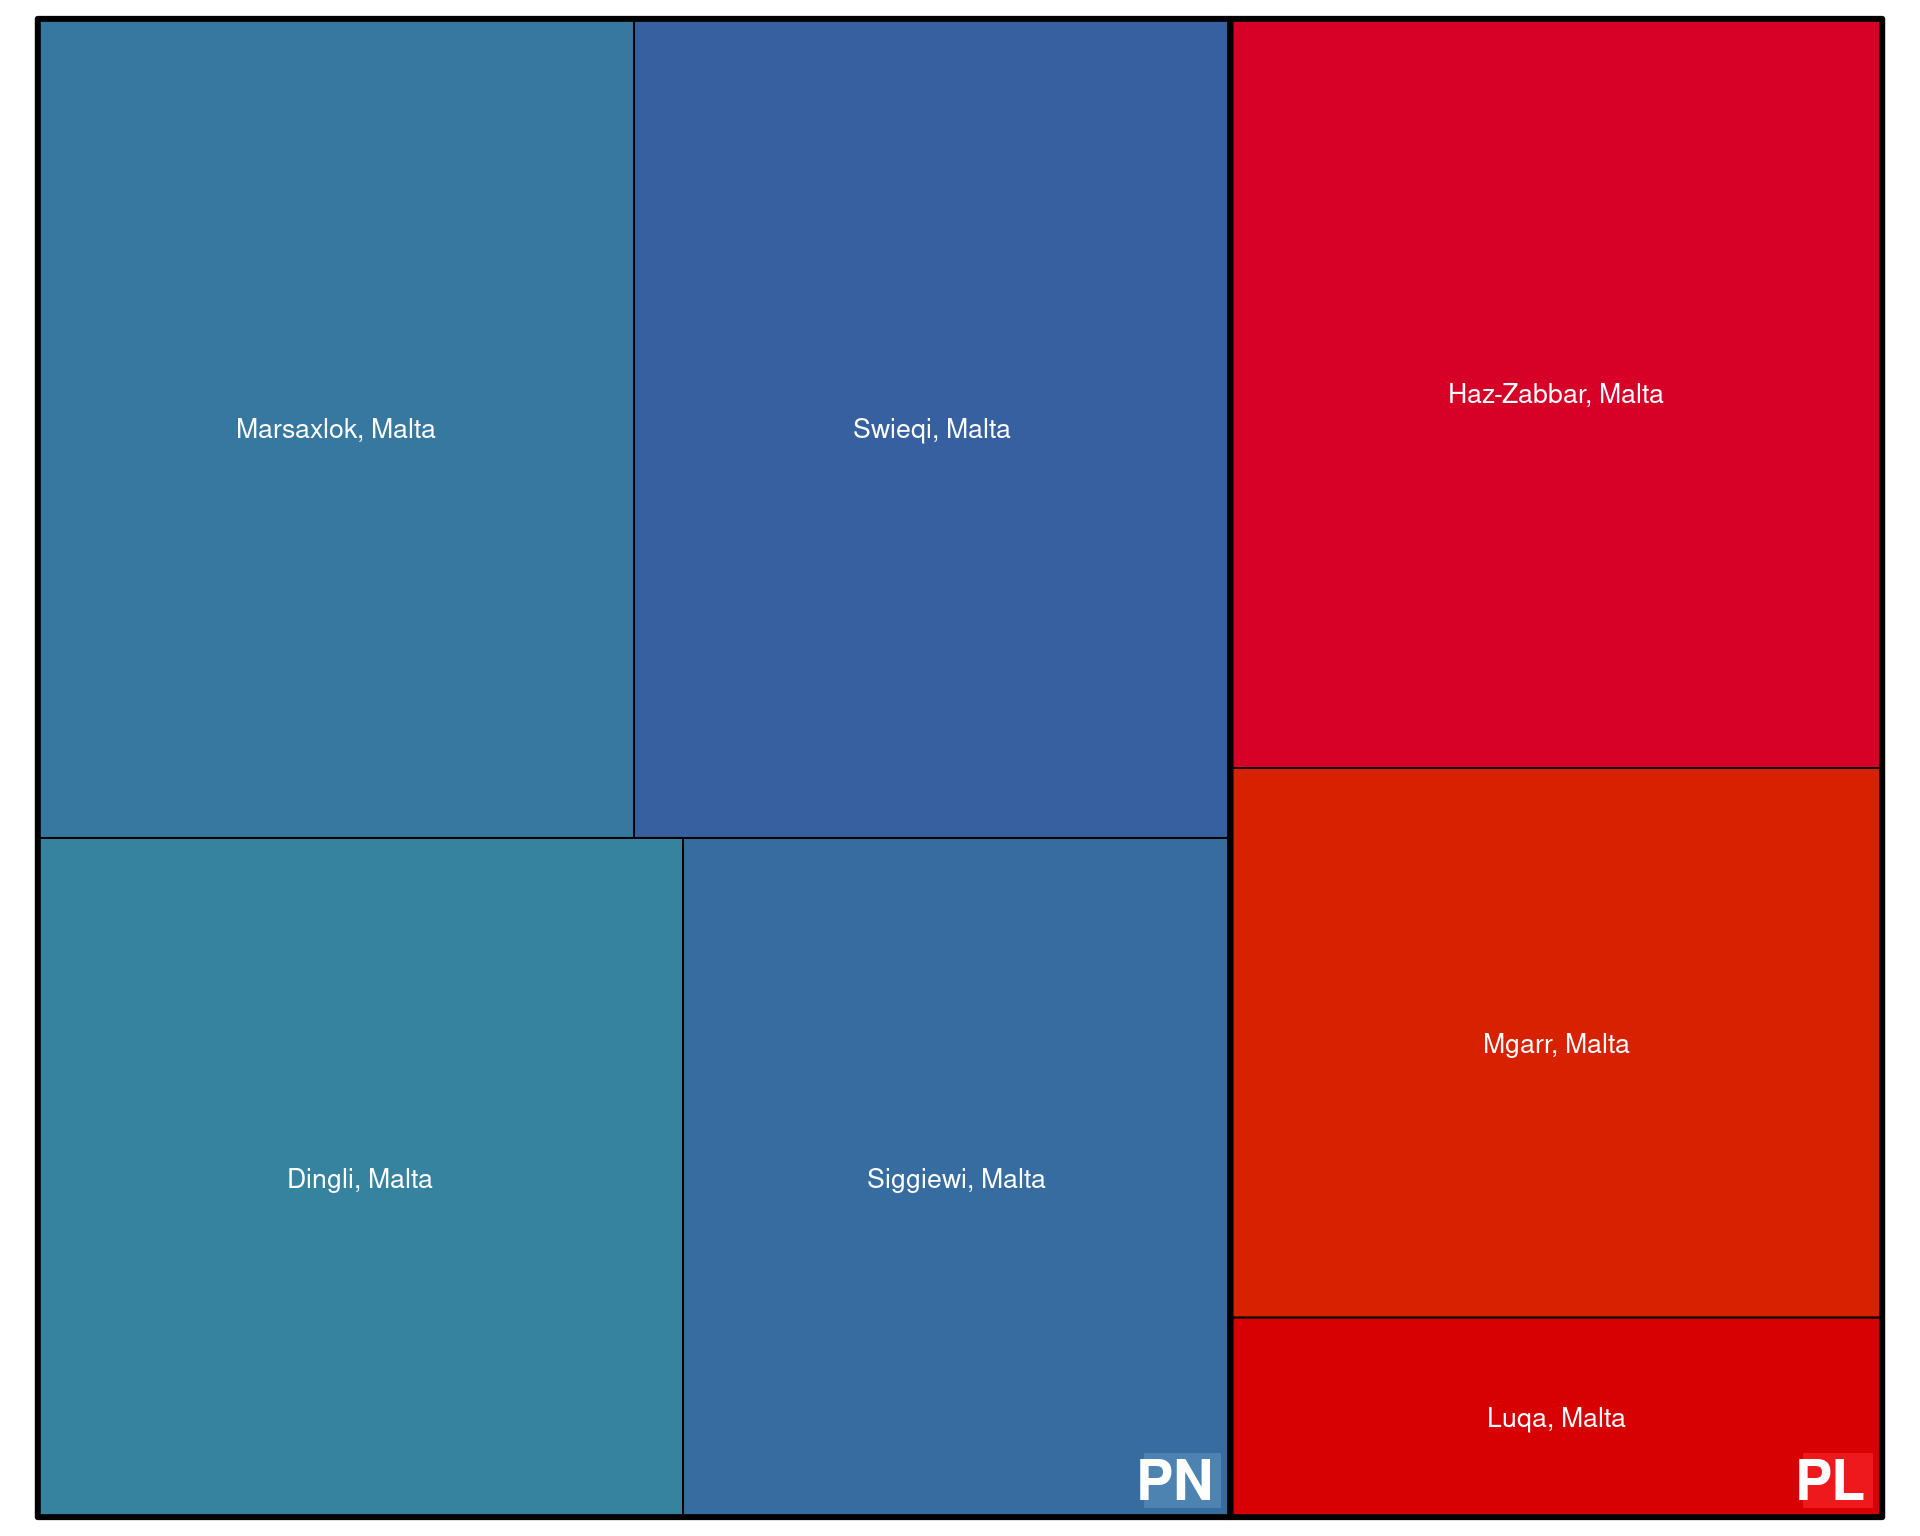 Marsaxlok, Malta
Swieqi, Malta
Haz-Zabbar, Malta
Mgarr, Malta
Dingli, Malta
Siggiewi, Malta
Luqa, Malta
PN
PL